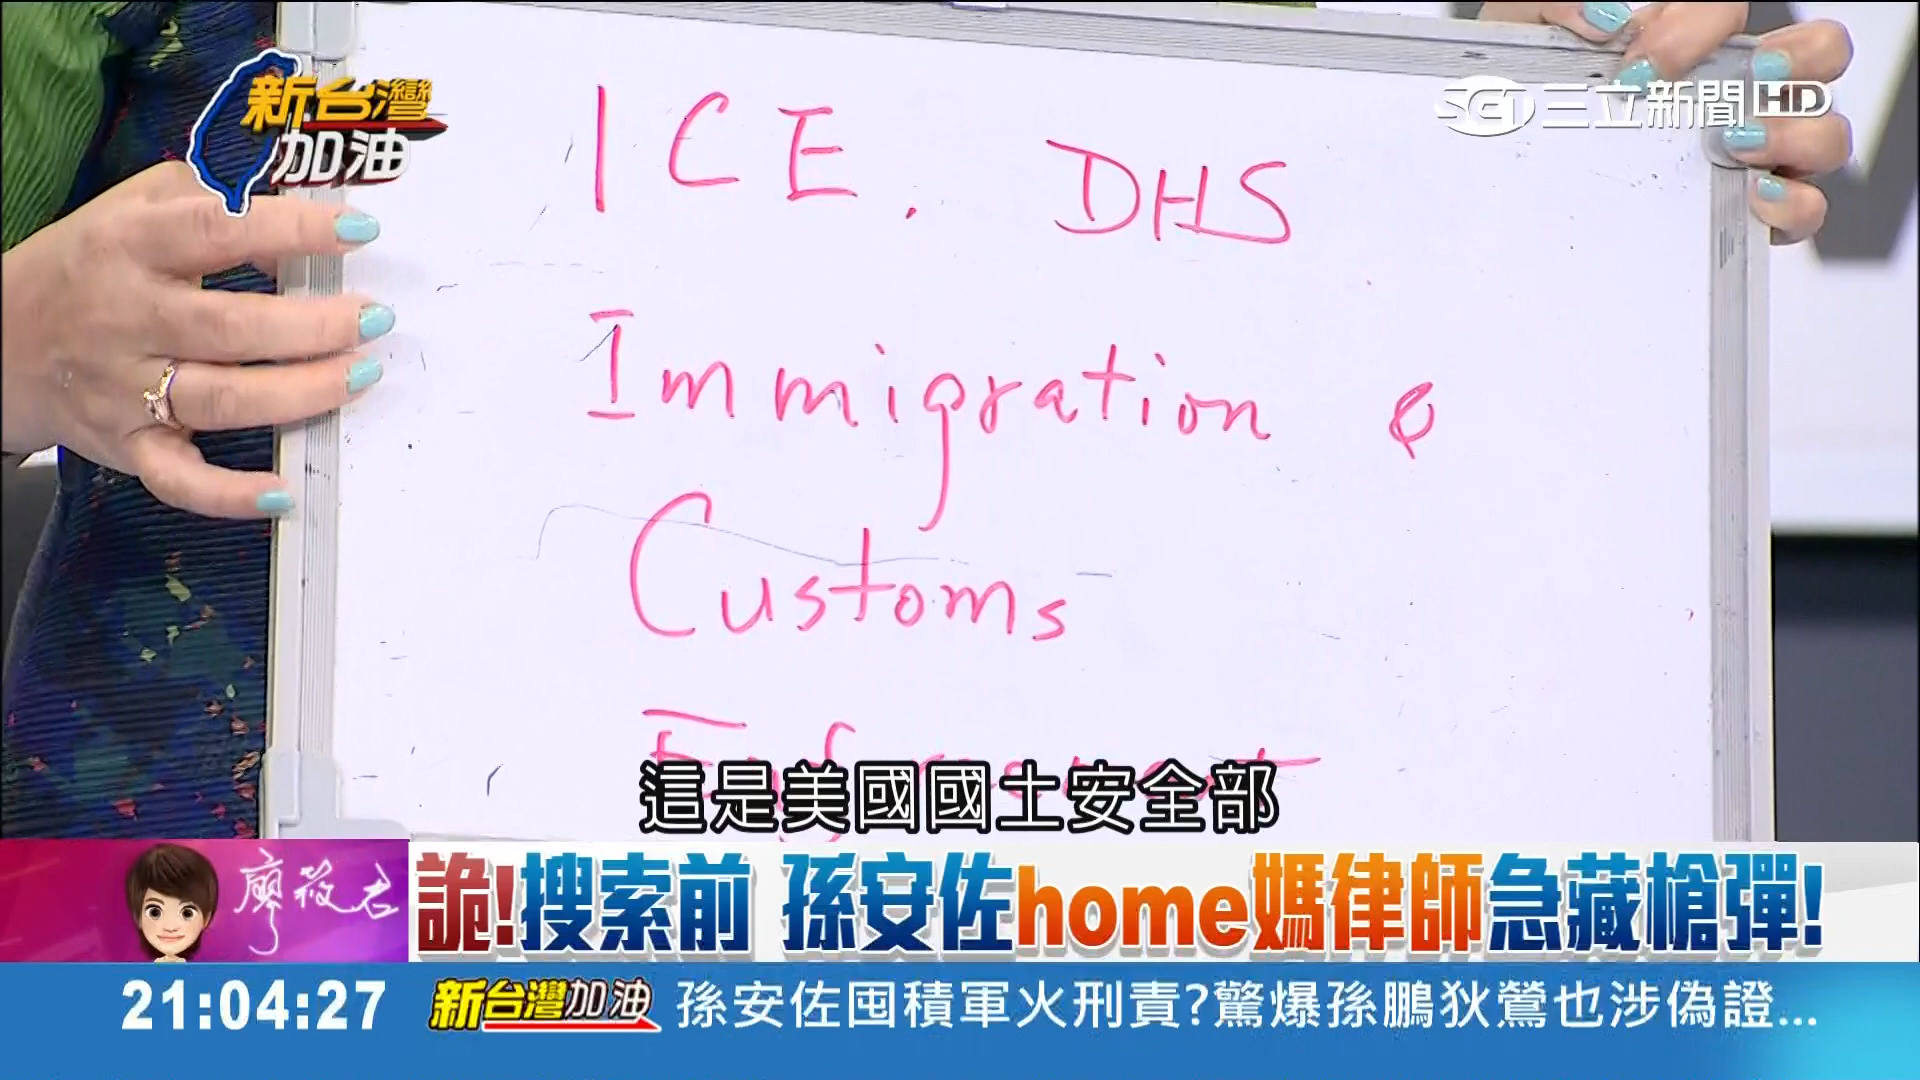 新台灣
加油
SET三立新聞HD
ICE. DHS
Immigration &
Customs
Enforcement
這是美國國土安全部
廖筱君
詭!搜索前 孫安佐home媽律師急藏槍彈!
21:04:27 新台灣加油 孫安佐囤積軍火刑責?驚爆孫鵬狄鶯也涉偽證...